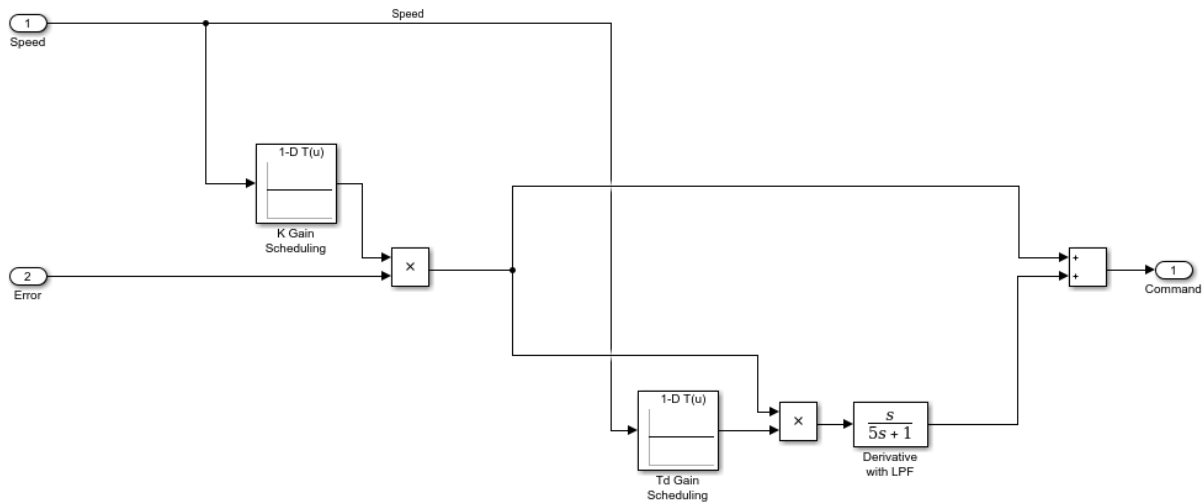 1
Speed
Speed
1-D T(u)
K Gain
Scheduling
×
2
Error
+
+
1
Command
1-D T(u)
Td Gain
Scheduling
×
s
5s + 1
Derivative
with LPF